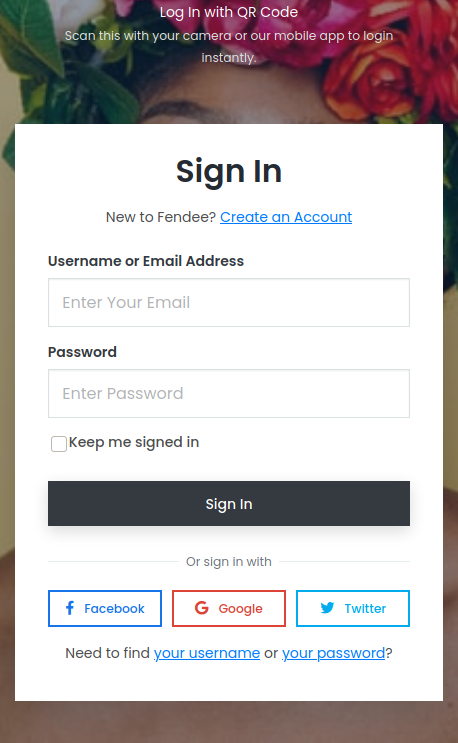 Log In with QR Code
Scan this with your camera or our mobile app to login
instantly.
Sign In
New to Fendee? Create an Account
Username or Email Address
Enter Your Email
Password
Enter Password
Keep me signed in
Sign In
Or sign in with
Facebook
Google
Twitter
Need to find your username or your password?